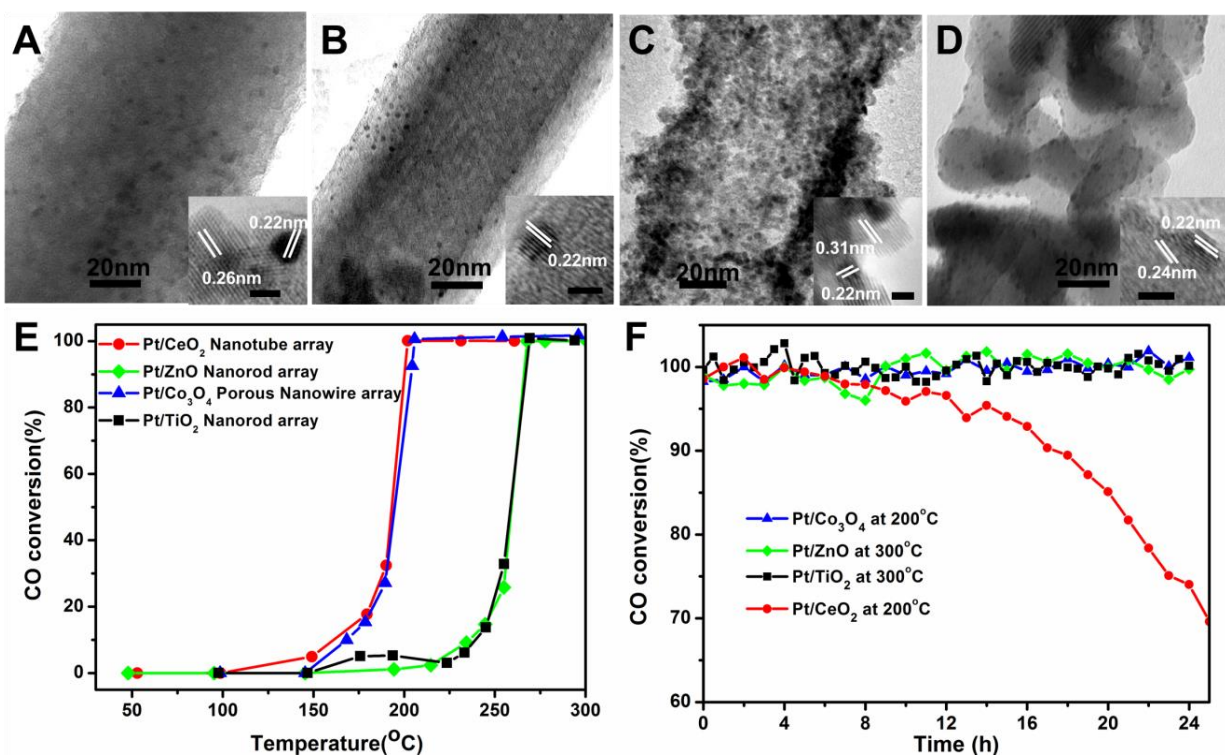 A
0.22nm
0.26nm
20nm
B
0.22nm
20nm
C
0.31nm
0.22nm
20nm
D
0.22nm
0.24nm
20nm
E
CO conversion(%)
100
80
60
40
20
0
Pt/CeO₂ Nanotube array
Pt/ZnO Nanorod array
Pt/Co₃O₄ Porous Nanowire array
Pt/TiO₂ Nanorod array
50 100 150 200 250 300
Temperature(°C)
F
CO conversion(%)
100
90
80
70
60
Pt/Co₃O₄ at 200°C
Pt/ZnO at 300°C
Pt/TiO₂ at 300°C
Pt/CeO₂ at 200°C
0 4 8 12 16 20 24
Time (h)